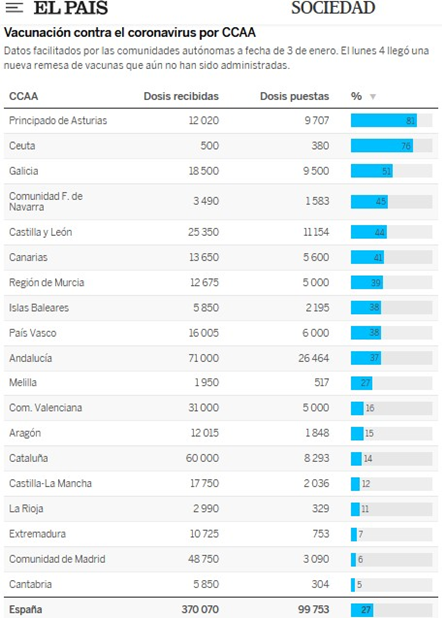 EL PAIS SOCIEDAD
Vacunación contra el coronavirus por CCAA
Datos facilitados por las comunidades autónomas a fecha de 3 de enero. El lunes 4 llegó una
nueva remesa de vacunas que aún no han sido administradas.
CCAA Dosis recibidas Dosis puestas %
Principado de Asturias 12 020 9 707 81
Ceuta 500 380 76
Galicia 18 500 9 500 51
Comunidad F. de
Navarra 3 490 1 583 45
Castilla y León 25 350 11 154 44
Canarias 13 650 5 600 41
Región de Murcia 12 675 5 000 39
Islas Baleares 5 850 2 195 38
País Vasco 16 005 6 000 38
Andalucía 71 000 26 464 37
Melilla 1 950 517 27
Com. Valenciana 31 000 5 000 16
Aragón 12 015 1 848 15
Cataluña 60 000 8 293 14
Castilla-La Mancha 17 750 2 036 12
La Rioja 2 990 329 11
Extremadura 10 725 753 7
Comunidad de Madrid 48 750 3 090 6
Cantabria 5 850 304 5
España 370 070 99 753 27